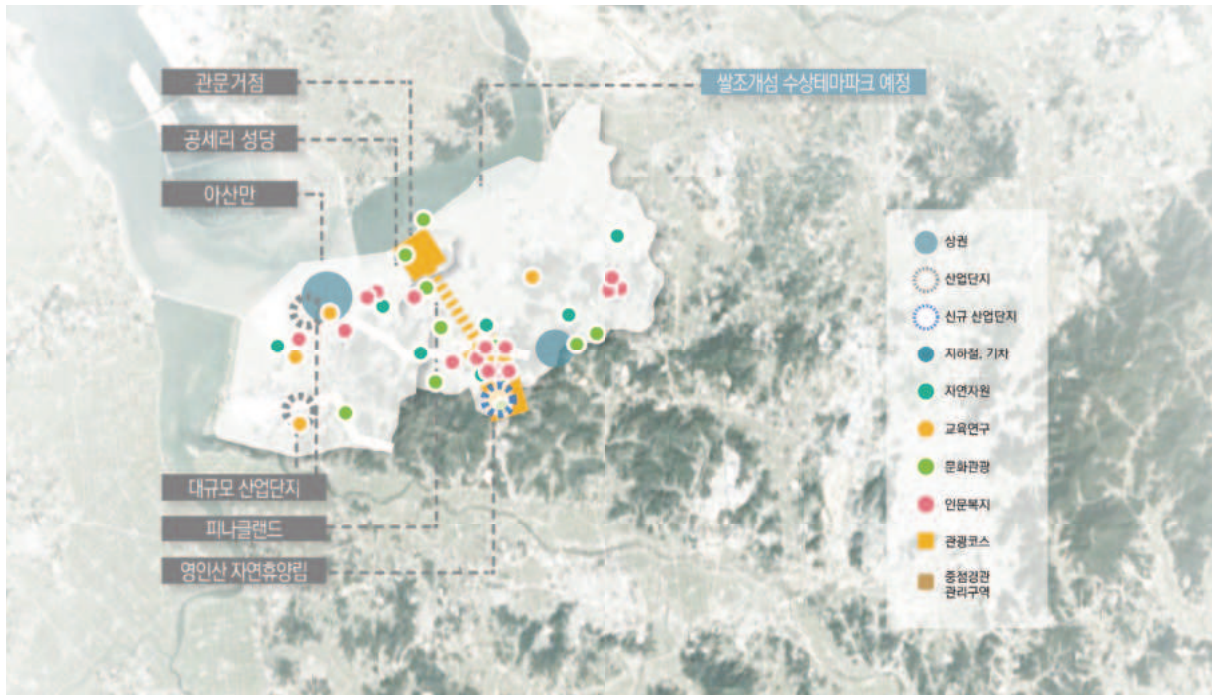 관문거점
쌀조개섬 수상테마파크 예정
공세리 성당
아산만
상권
산업단지
신규 산업단지
지하철, 기차
자연자원
교육연구
문화관광
인문복지
관광코스
중점경관
관리구역
대규모 산업단지
피나클랜드
영인산 자연휴양림